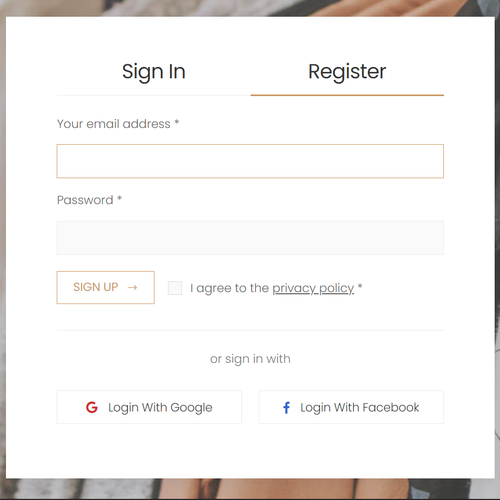 Sign In Register
Your email address *
Password *
SIGN UP → I agree to the privacy policy *
or sign in with
Login With Google Login With Facebook